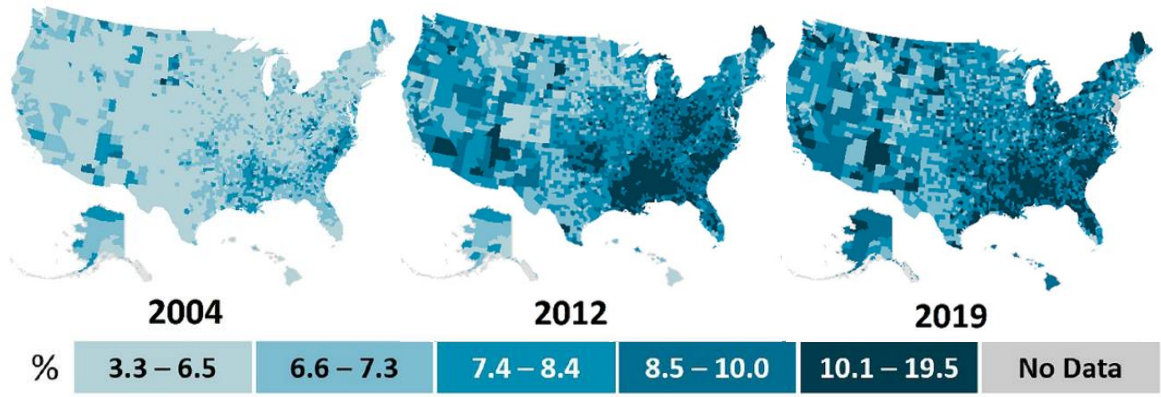 2004 2012 2019
% 3.3 – 6.5 6.6 – 7.3 7.4 – 8.4 8.5 – 10.0 10.1 – 19.5 No Data